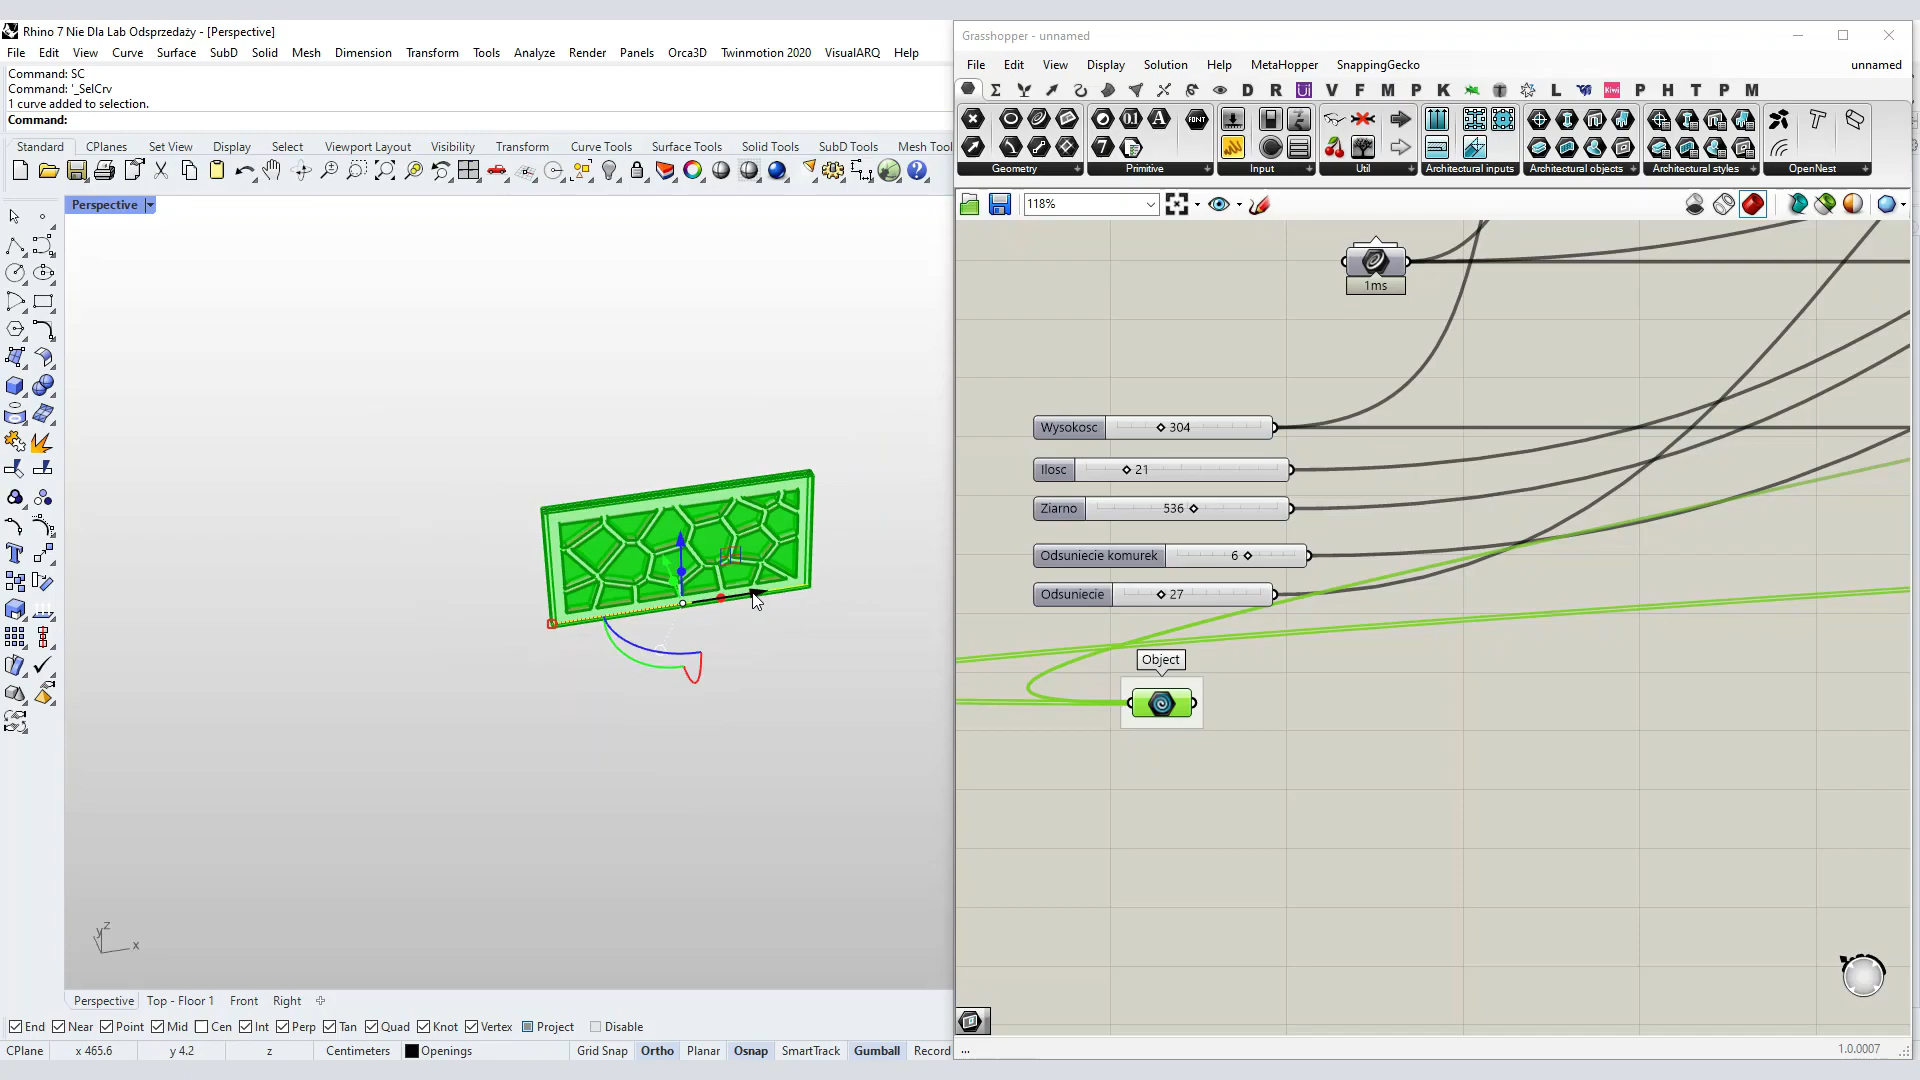 Rhino 7 Nie Dla Lab Odsprzedaży - [Perspective]
File Edit View Curve Surface SubD Solid Mesh Dimension Transform Tools Analyze Render Panels Orca3D Twinmotion 2020 VisualARQ Help
Command: SC
Command: '_SelCrv
1 curve added to selection.
Command:
Standard CPlanes Set View Display Select Viewport Layout Visibility Transform Curve Tools Surface Tools Solid Tools SubD Tools Mesh Tool
Perspective
z
y
x
Perspective Top - Floor 1 Front Right
End Near Point Mid Cen Int Perp Tan Quad Knot Vertex Project Disable
CPlane x 465.6 y 4.2 z Centimeters Openings Grid Snap Ortho Planar Osnap SmartTrack Gumball Record
Grasshopper - unnamed
File Edit View Display Solution Help MetaHopper SnappingGecko unnamed
D R V F M P K L Kiwi P H T P M
Geometry Primitive Input Util Architectural inputs Architectural objects Architectural styles OpenNest
118%
1ms
Wysokosc 304
Ilosc 21
Ziarno 536
Odsuniecie komurek 6
Odsuniecie 27
Object
... 1.0.0007